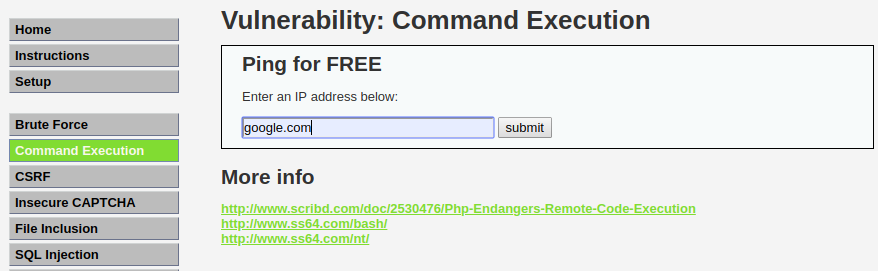 Home
Instructions
Setup
Brute Force
Command Execution
CSRF
Insecure CAPTCHA
File Inclusion
SQL Injection
Vulnerability: Command Execution
Ping for FREE
Enter an IP address below:
google.com submit
More info
http://www.scribd.com/doc/2530476/Php-Endangers-Remote-Code-Execution
http://www.ss64.com/bash/
http://www.ss64.com/nt/